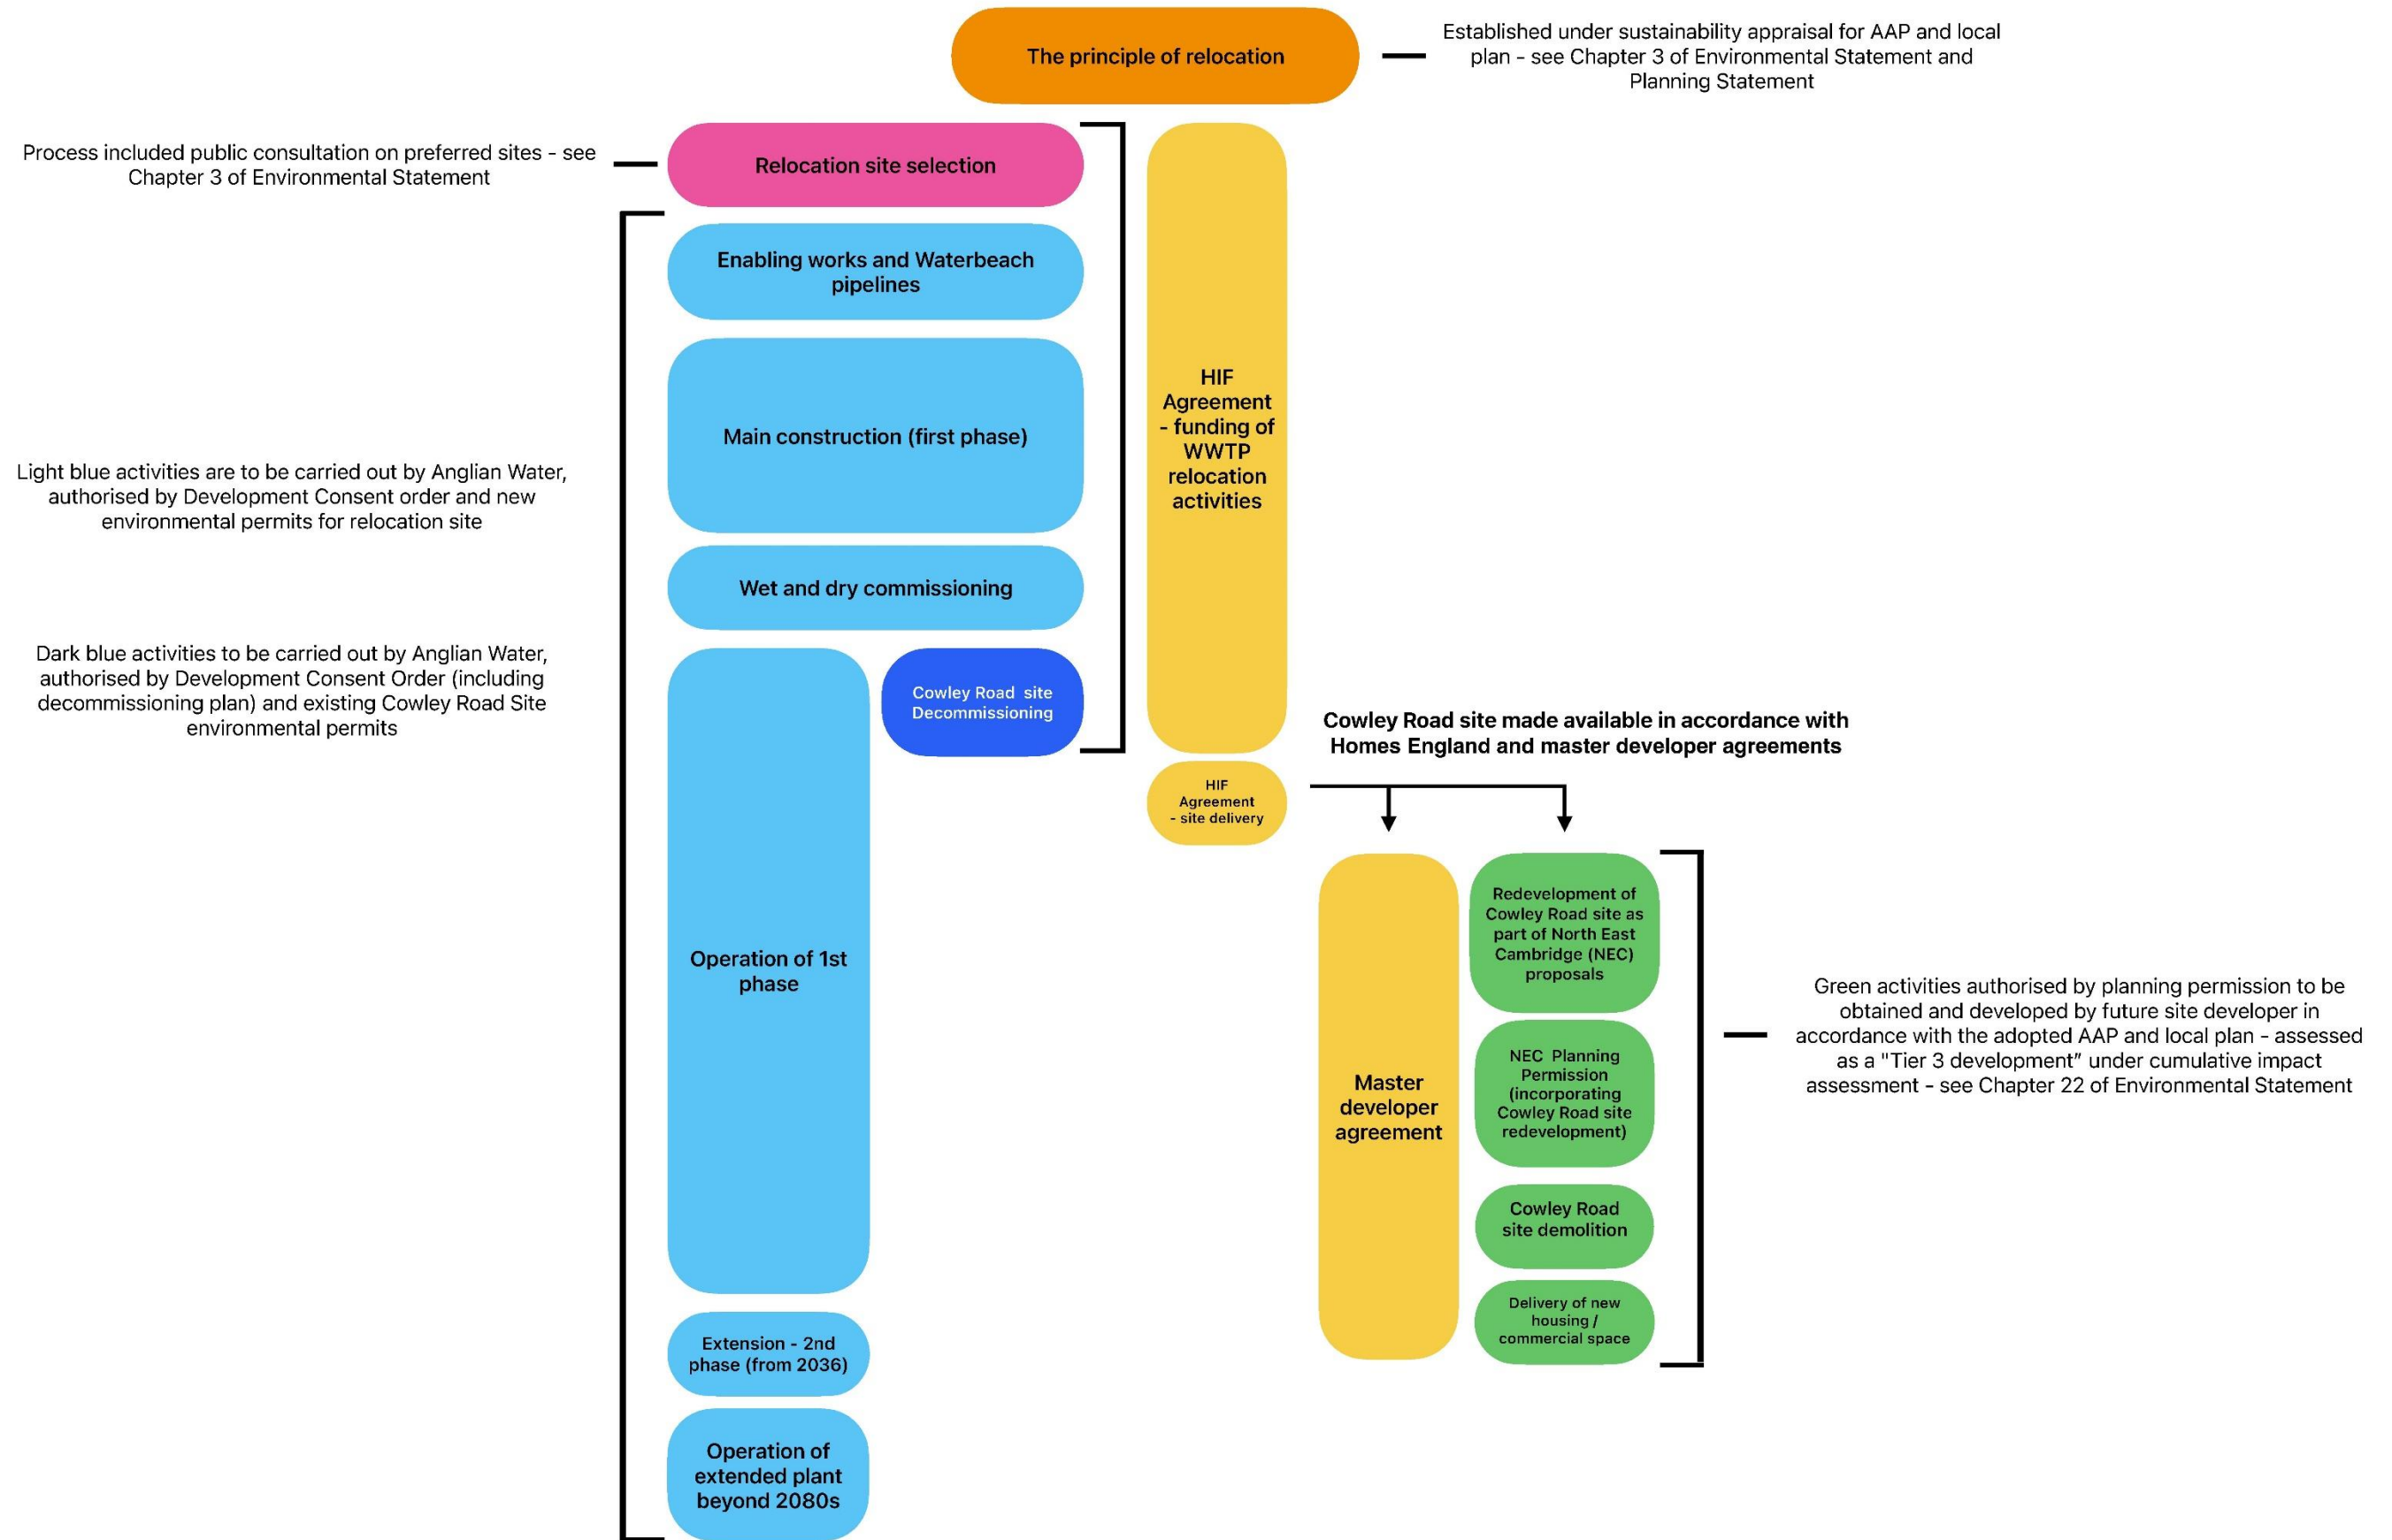 The principle of relocation
Established under sustainability appraisal for AAP and local
plan - see Chapter 3 of Environmental Statement and
Planning Statement
Process included public consultation on preferred sites - see
Chapter 3 of Environmental Statement
Relocation site selection
Enabling works and Waterbeach
pipelines
Main construction (first phase)
Light blue activities are to be carried out by Anglian Water,
authorised by Development Consent order and new
environmental permits for relocation site
Wet and dry commissioning
Dark blue activities to be carried out by Anglian Water,
authorised by Development Consent Order (including
decommissioning plan) and existing Cowley Road Site
environmental permits
Cowley Road  site
Decommissioning
Operation of 1st
phase
Extension - 2nd
phase (from 2036)
Operation of
extended plant
beyond 2080s
HIF
Agreement
- funding of
WWTP
relocation
activities
HIF
Agreement
- site delivery
Cowley Road site made available in accordance with
Homes England and master developer agreements
Master
developer
agreement
Redevelopment of
Cowley Road site as
part of North East
Cambridge (NEC)
proposals
NEC  Planning
Permission
(incorporating
Cowley Road site
redevelopment)
Cowley Road
site demolition
Delivery of new
housing /
commercial space
Green activities authorised by planning permission to be
obtained and developed by future site developer in
accordance with the adopted AAP and local plan - assessed
as a "Tier 3 development” under cumulative impact
assessment - see Chapter 22 of Environmental Statement